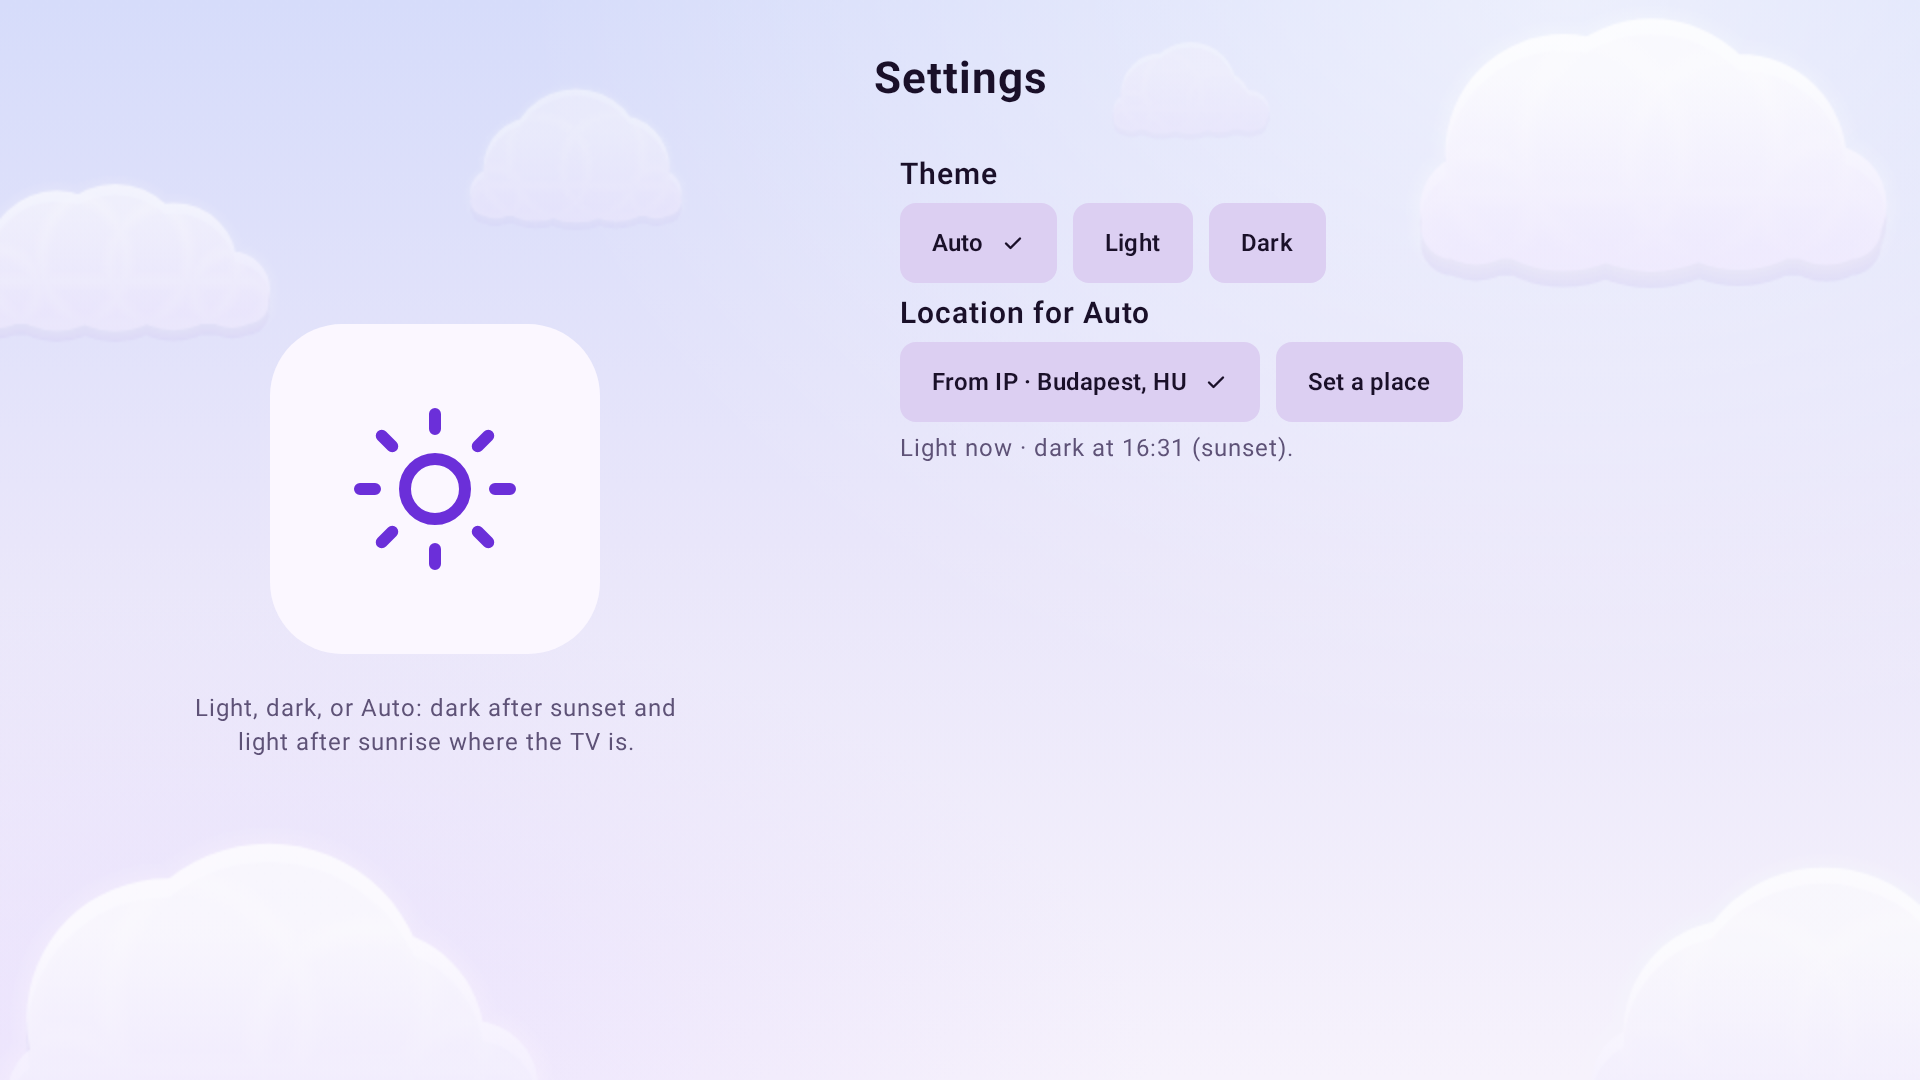 Settings
Theme
Auto
Light
Dark
Location for Auto
From IP · Budapest, HU
Set a place
Light now · dark at 16:31 (sunset).
Light, dark, or Auto: dark after sunset and
light after sunrise where the TV is.